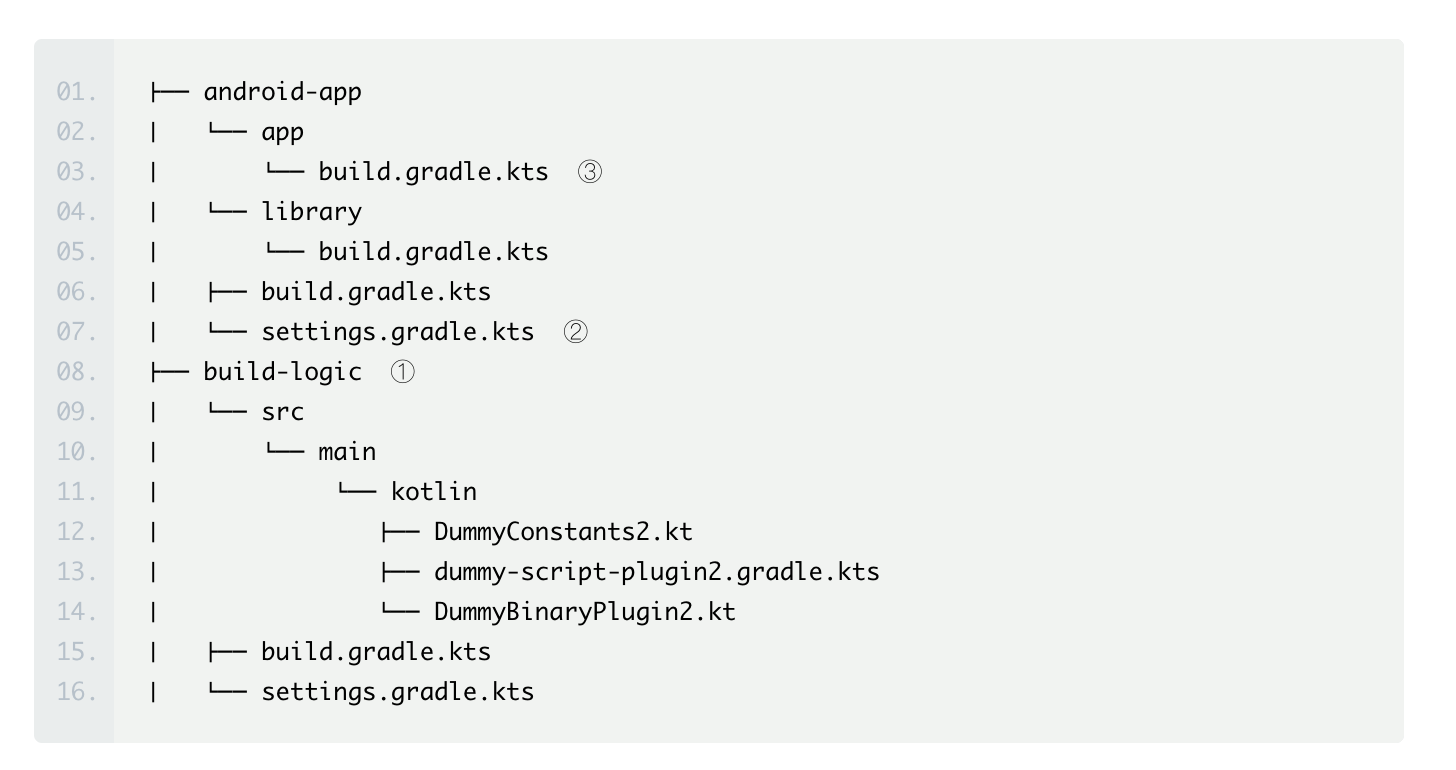 01. ├── android-app
02. |   └── app
03. |       └── build.gradle.kts  ③
04. |   └── library
05. |       └── build.gradle.kts
06. |   ├── build.gradle.kts
07. |   └── settings.gradle.kts  ②
08. ├── build-logic  ①
09. |   └── src
10. |       └── main
11. |            └── kotlin
12. |               ├── DummyConstants2.kt
13. |               ├── dummy-script-plugin2.gradle.kts
14. |               └── DummyBinaryPlugin2.kt
15. |   ├── build.gradle.kts
16. |   └── settings.gradle.kts